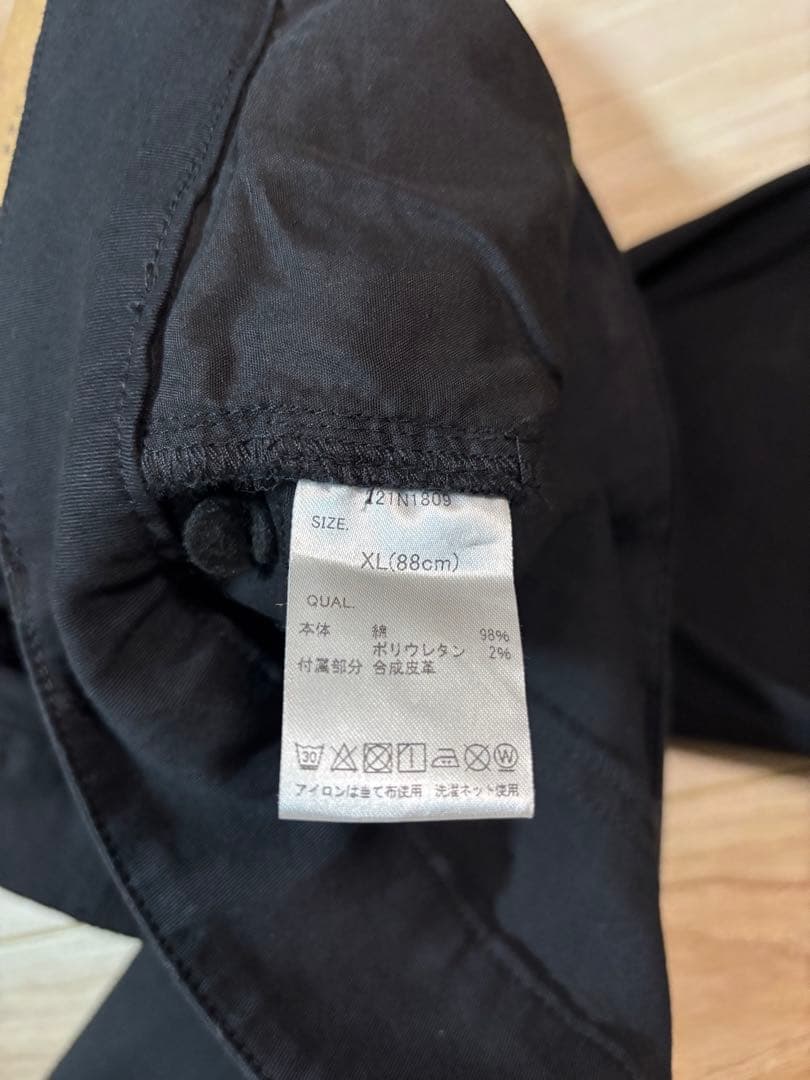 121N1809
SIZE.
XL(88cm)
QUAL.
本体 綿 98%
ポリウレタン 2%
付属部分 合成皮革
30 W
アイロンは当て布使用 洗濯ネット使用